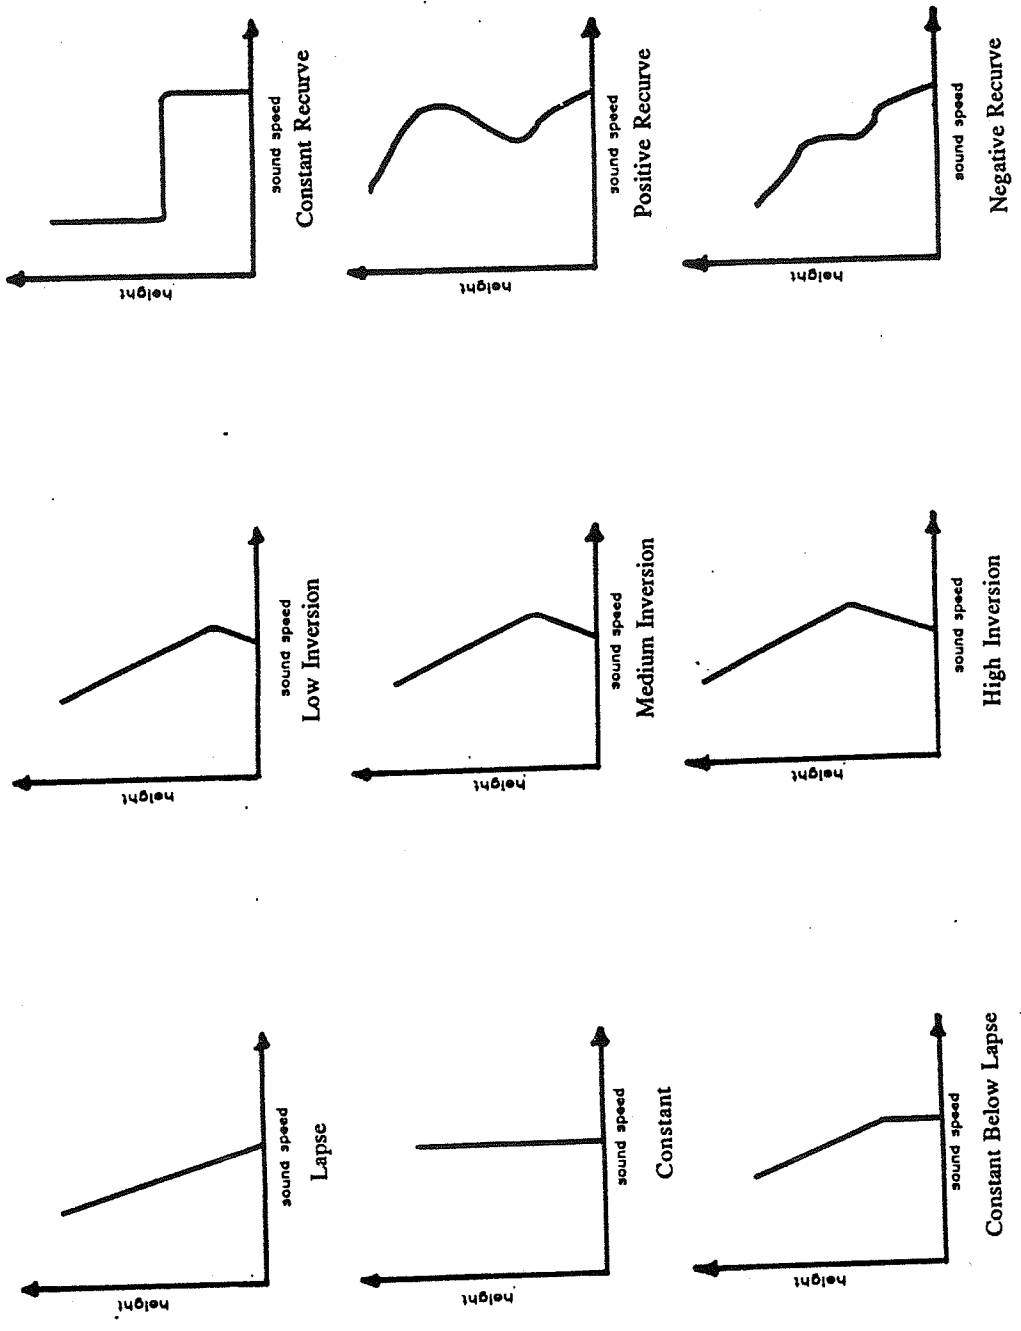 height
sound speed
Lapse
height
sound speed
Low Inversion
height
sound speed
Constant Recurve
height
sound speed
Constant
height
sound speed
Medium Inversion
height
sound speed
Positive Recurve
height
sound speed
Constant Below Lapse
height
sound speed
High Inversion
height
sound speed
Negative Recurve